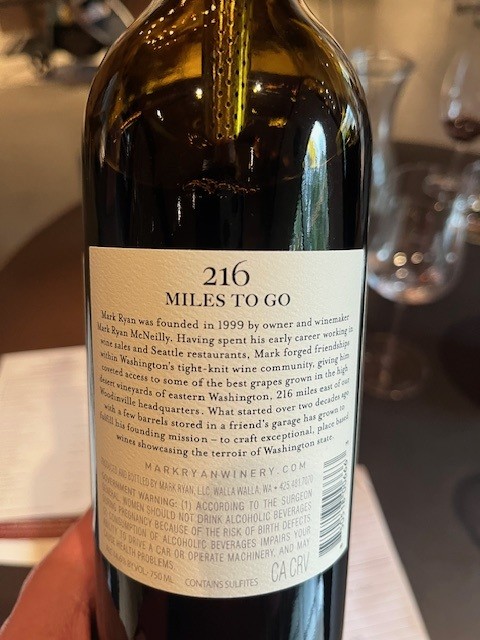 216
MILES TO GO
Mark Ryan was founded in 1999 by owner and winemaker
Mark Ryan McNeilly. Having spent his early career working in
wine sales and Seattle restaurants, Mark forged friendships
within Washington's tight-knit wine community, giving him
coveted access to some of the best grapes grown in the high
desert vineyards of eastern Washington, 216 miles east of our
Woodinville headquarters. What started over two decades ago
with a few barrels stored in a friend's garage has grown to
fulfill his founding mission – to craft exceptional, place based
wines showcasing the terroir of Washington state.
MARKRYANWINERY.COM
PRODUCED AND BOTTLED BY MARK RYAN, LLC, WALLA WALLA, WA • 425.481.7070
GOVERNMENT WARNING: (1) ACCORDING TO THE SURGEON
GENERAL, WOMEN SHOULD NOT DRINK ALCOHOLIC BEVERAGES
DURING PREGNANCY BECAUSE OF THE RISK OF BIRTH DEFECTS.
CONSUMPTION OF ALCOHOLIC BEVERAGES IMPAIRS YOUR
ABILITY TO DRIVE A CAR OR OPERATE MACHINERY, AND MAY
CAUSE HEALTH PROBLEMS.
BY VOL • 750 ML CONTAINS SULFITES CA CRV